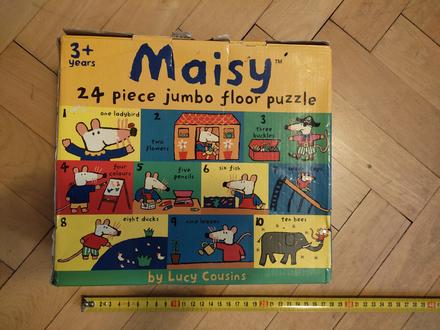 3+
years
Maisy™
24 piece jumbo floor puzzle
1 one ladybird
2 two flowers
3 three buckles
4 four colours
5 five pencils
6 six fish
7
8 eight ducks
9 nine leaves
10 ten bees
by Lucy Cousins